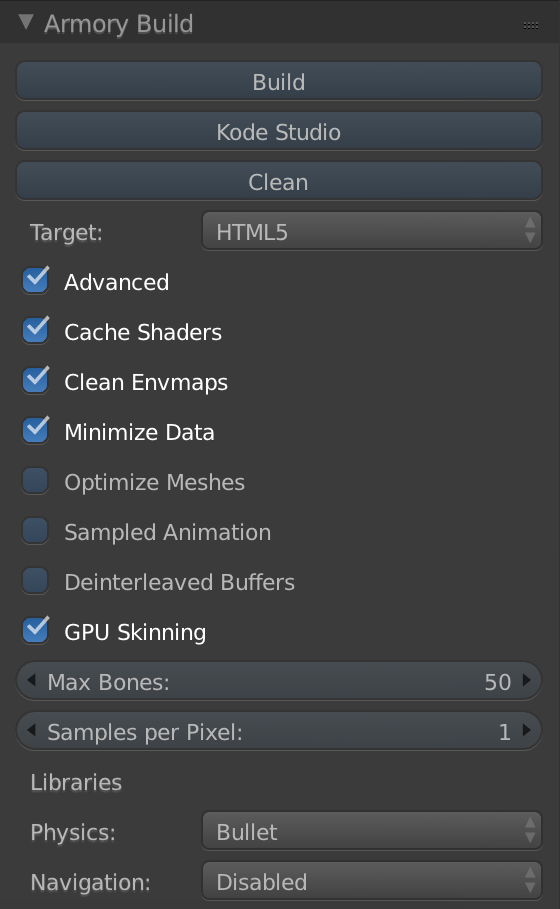 Armory Build
Build
Kode Studio
Clean
Target: HTML5
Advanced
Cache Shaders
Clean Envmaps
Minimize Data
Optimize Meshes
Sampled Animation
Deinterleaved Buffers
GPU Skinning
Max Bones: 50
Samples per Pixel: 1
Libraries
Physics: Bullet
Navigation: Disabled